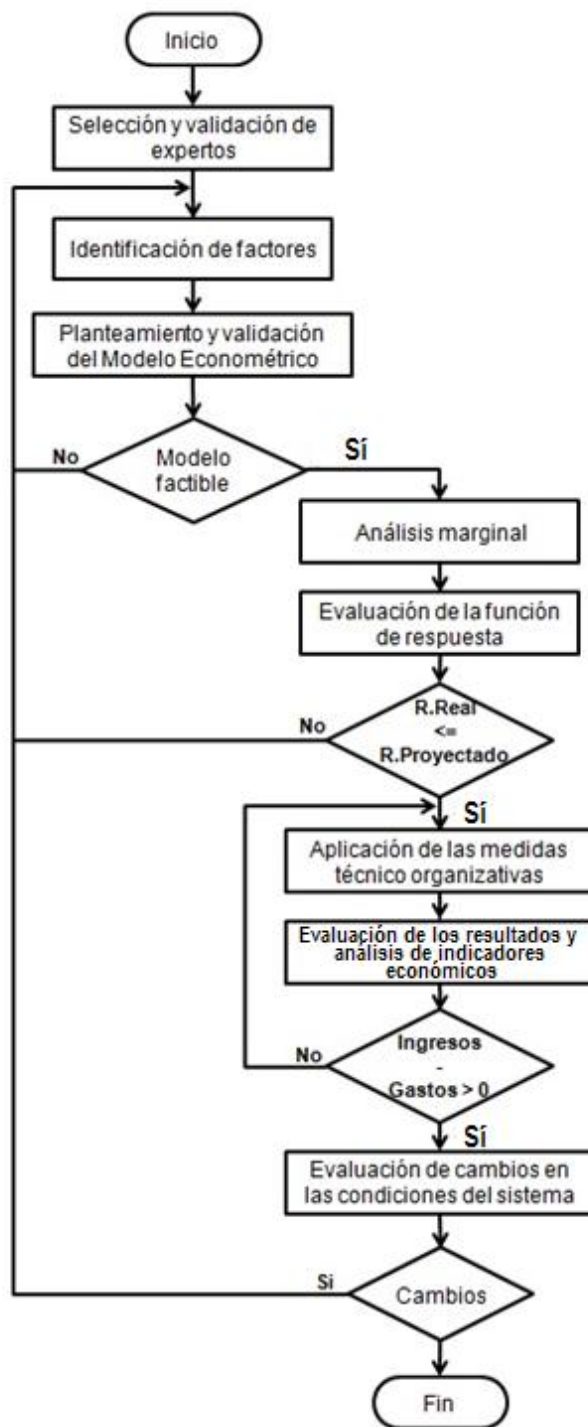 Inicio
Selección y validación de
expertos
Identificación de factores
Planteamiento y validación
del Modelo Econométrico
No
Modelo
factible
Sí
Análisis marginal
Evaluación de la función
de respuesta
No
R.Real
<=
R.Proyectado
Sí
Aplicación de las medidas
técnico organizativas
Evaluación de los resultados y
análisis de indicadores
económicos
No
Ingresos
-
Gastos > 0
Sí
Evaluación de cambios en
las condiciones del sistema
Si
Cambios
Fin